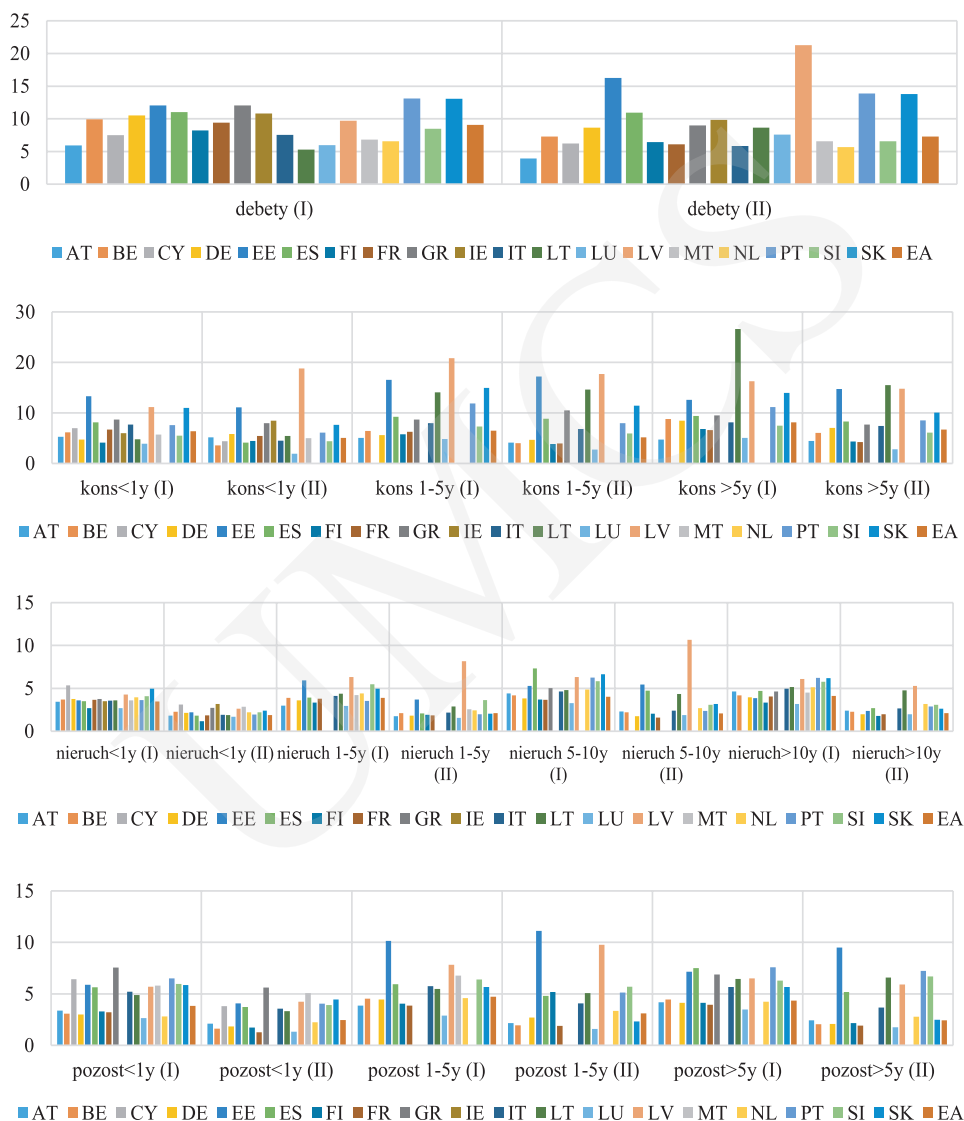 25
20
15
10
5
0
debety (I) debety (II)
AT BE CY DE EE ES FI FR GR IE IT LT LU LV MT NL PT SI SK EA
30
20
10
0
kons<1y (I) kons<1y (II) kons 1-5y (I) kons 1-5y (II) kons >5y (I) kons >5y (II)
AT BE CY DE EE ES FI FR GR IE IT LT LU LV MT NL PT SI SK EA
15
10
5
0
nieruch<1y (I) nieruch<1y (II) nieruch 1-5y (I) nieruch 1-5y nieruch 5-10y nieruch 5-10y nieruch>10y (I) nieruch>10y
(II) (I) (II) (II)
AT BE CY DE EE ES FI FR GR IE IT LT LU LV MT NL PT SI SK EA
15
10
5
0
pozost<1y (I) pozost<1y (II) pozost 1-5y (I) pozost 1-5y (II) pozost>5y (I) pozost>5y (II)
AT BE CY DE EE ES FI FR GR IE IT LT LU LV MT NL PT SI SK EA
UMCS